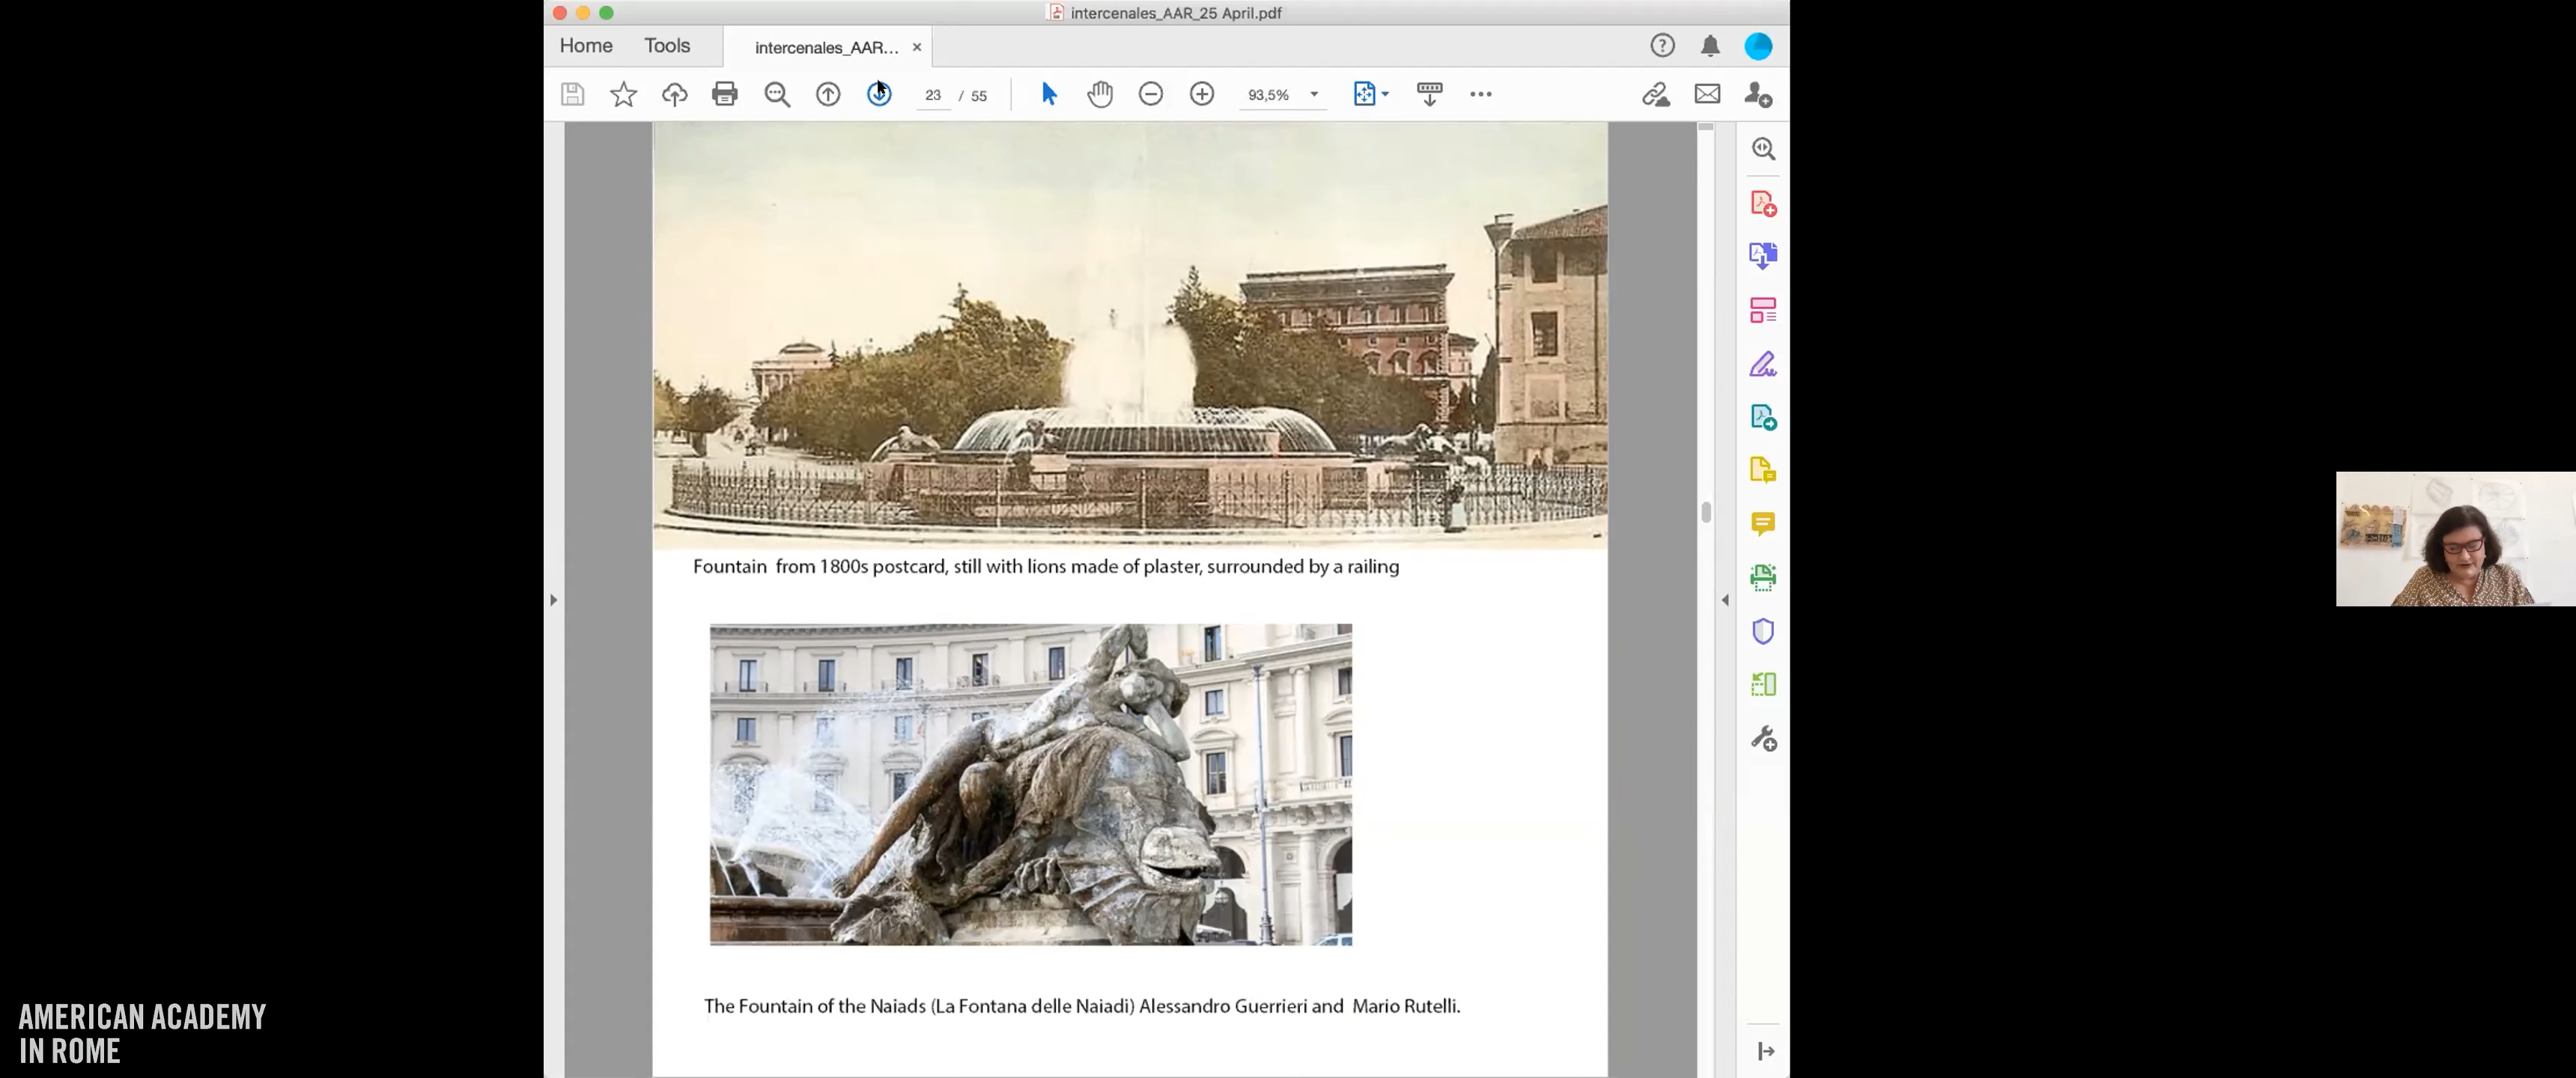 intercenales_AAR_25 April.pdf
Home Tools intercenales_AAR... ×
23 / 55 93,5%
Fountain from 1800s postcard, still with lions made of plaster, surrounded by a railing
The Fountain of the Naiads (La Fontana delle Naiadi) Alessandro Guerrieri and Mario Rutelli.
AMERICAN ACADEMY
IN ROME